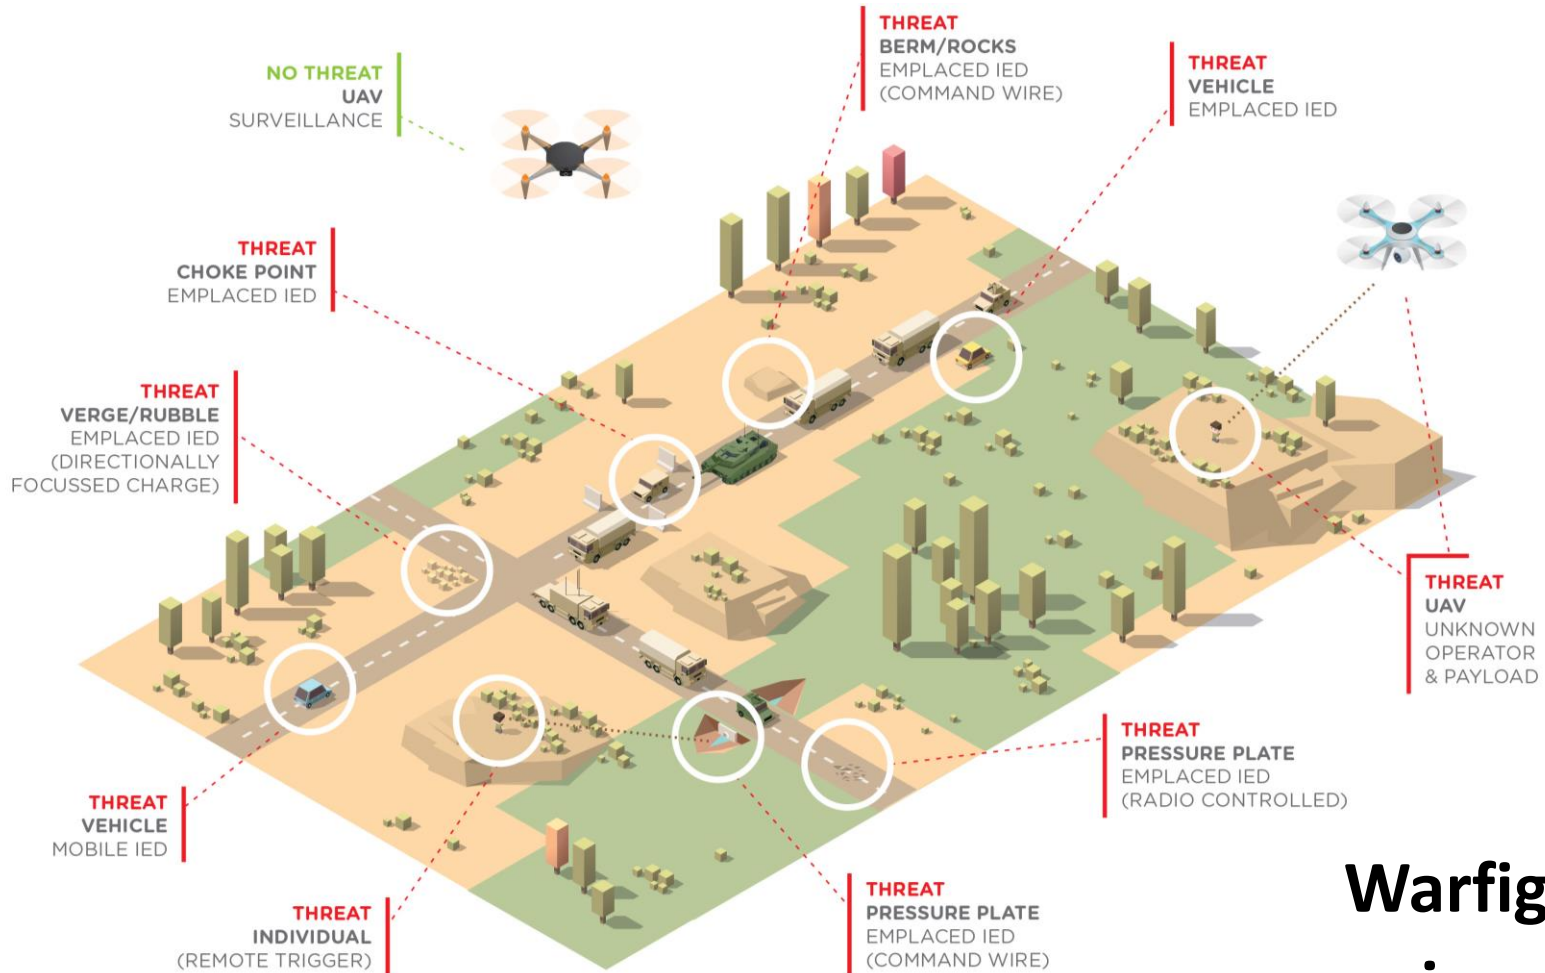 THREAT
BERM/ROCKS
EMPLACED IED
(COMMAND WIRE)
THREAT
VEHICLE
EMPLACED IED
NO THREAT
UAV
SURVEILLANCE
THREAT
CHOKE POINT
EMPLACED IED
THREAT
VERGE/RUBBLE
EMPLACED IED
(DIRECTIONALLY
FOCUSSED CHARGE)
THREAT
UAV
UNKNOWN
OPERATOR
& PAYLOAD
THREAT
PRESSURE PLATE
EMPLACED IED
(RADIO CONTROLLED)
THREAT
VEHICLE
MOBILE IED
THREAT
INDIVIDUAL
(REMOTE TRIGGER)
THREAT
PRESSURE PLATE
EMPLACED IED
(COMMAND WIRE)
Warfig